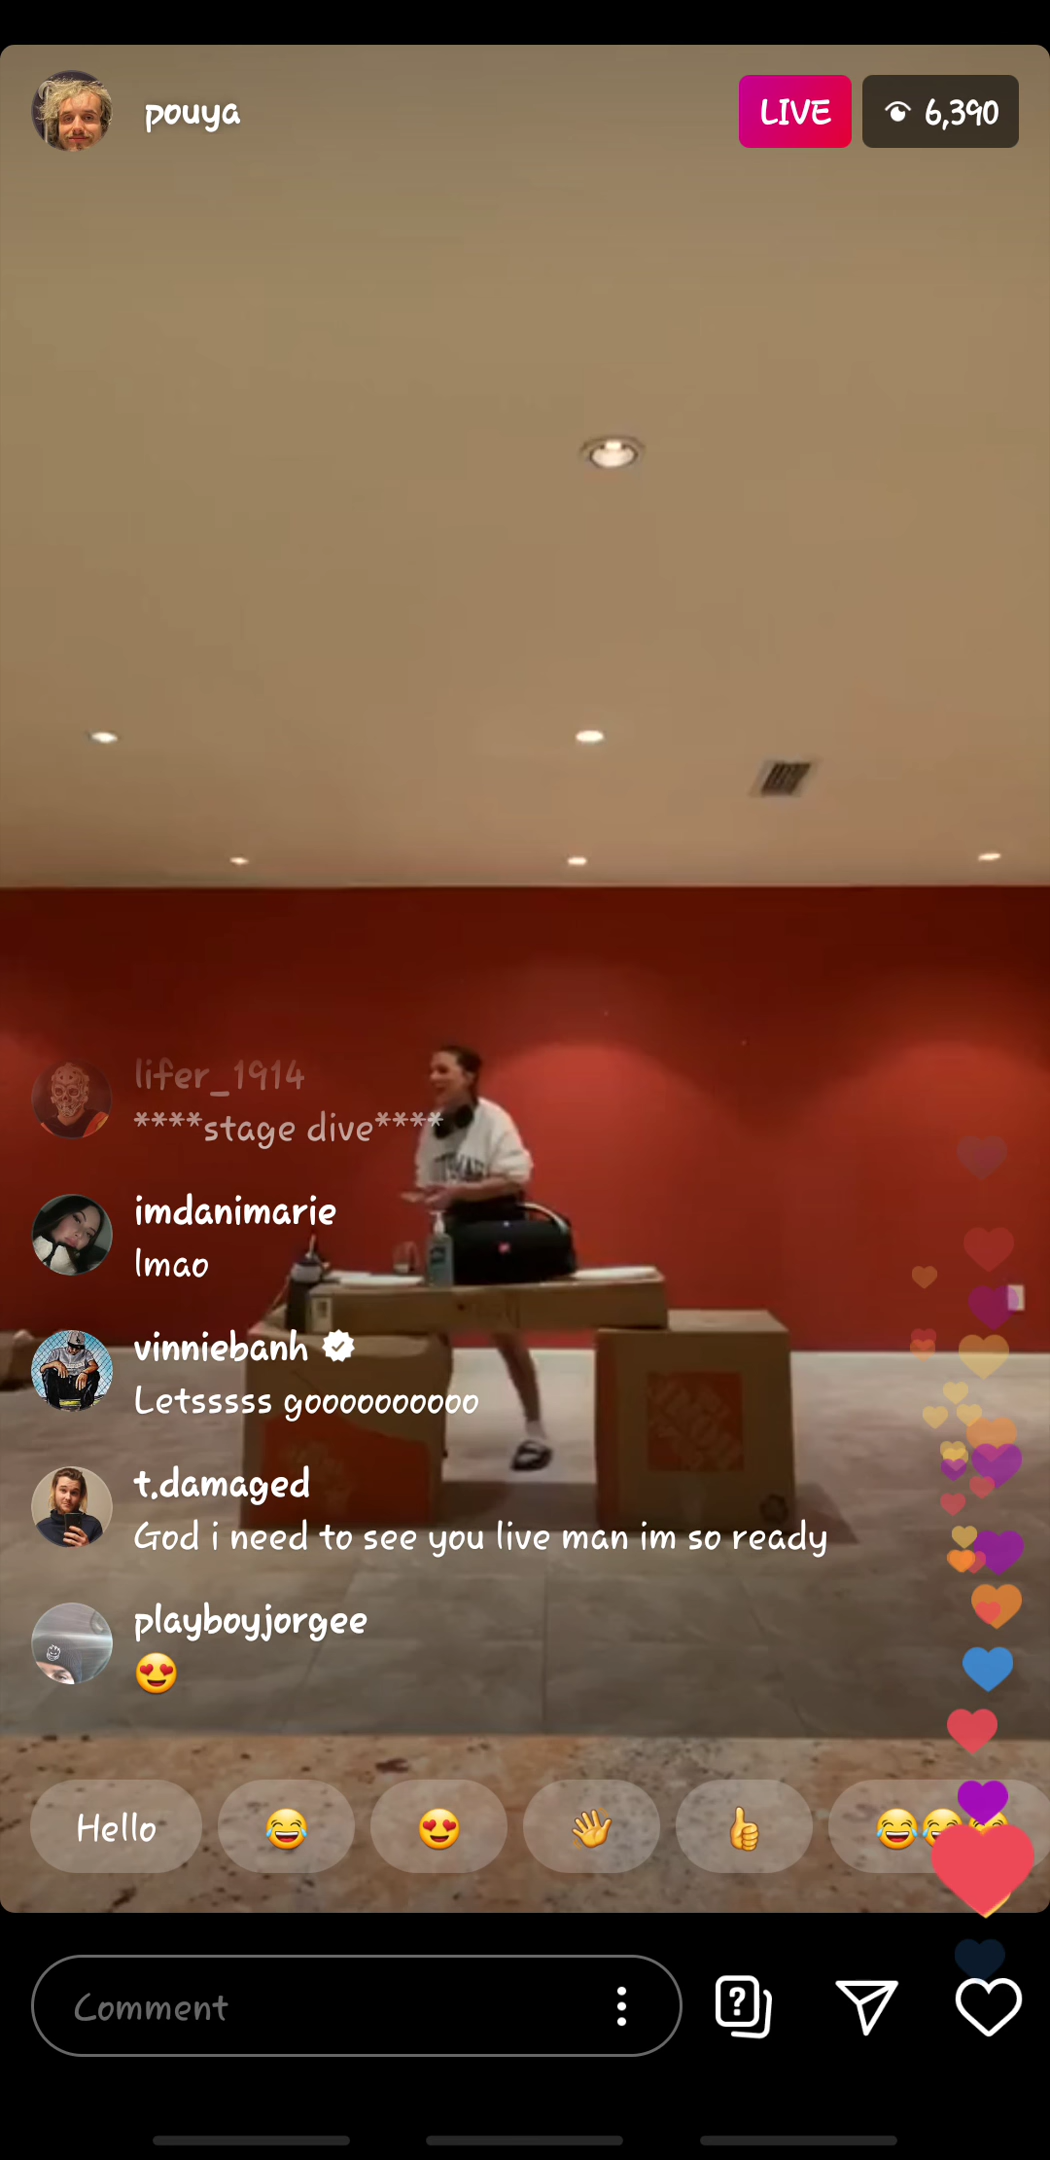 pouya
LIVE
6,390
lifer_1914
****stage dive****
imdanimarie
lmao
vinniebanh
Letsssss goooooooooo
t.damaged
God i need to see you live man im so ready
playboyjorgee
😍
Hello
😂
😍
👋
👍
Comment